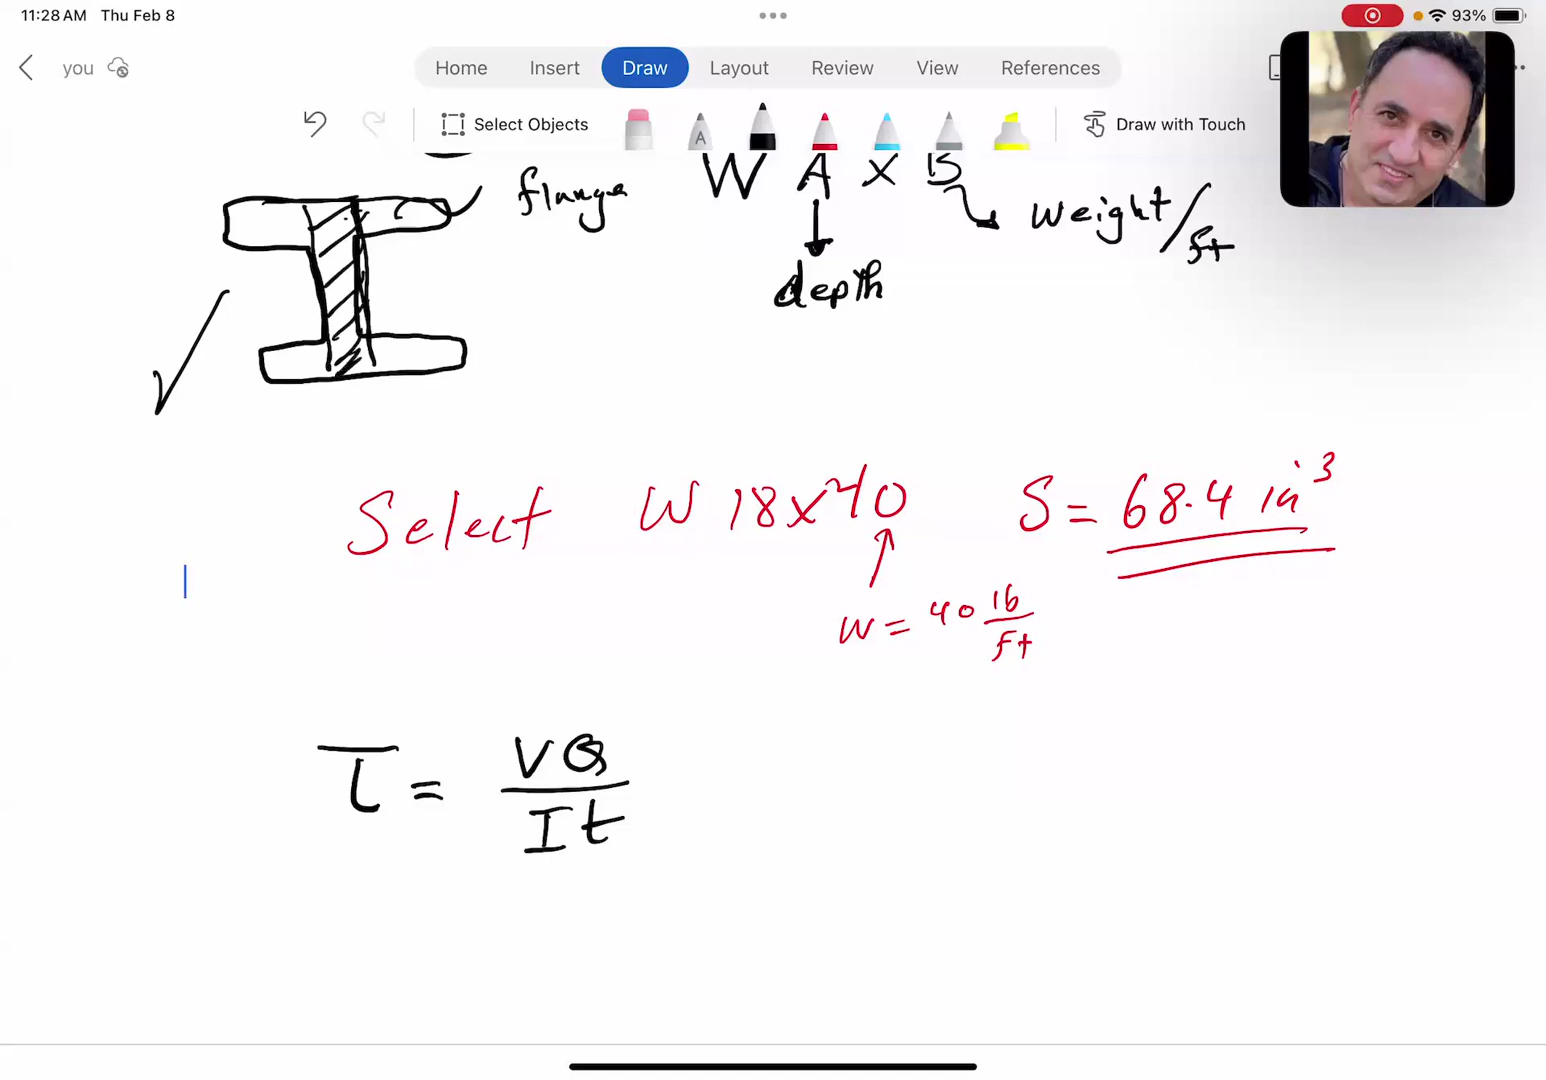 11:28 AM Thu Feb 8
93%
you
Home Insert Draw Layout Review View References
Select Objects
A
Draw with Touch
flange
W A X B
weight/ft
depth
Select W 18x40 S = 68.4 in³
w = 40 lb/ft
τ = VQ/It